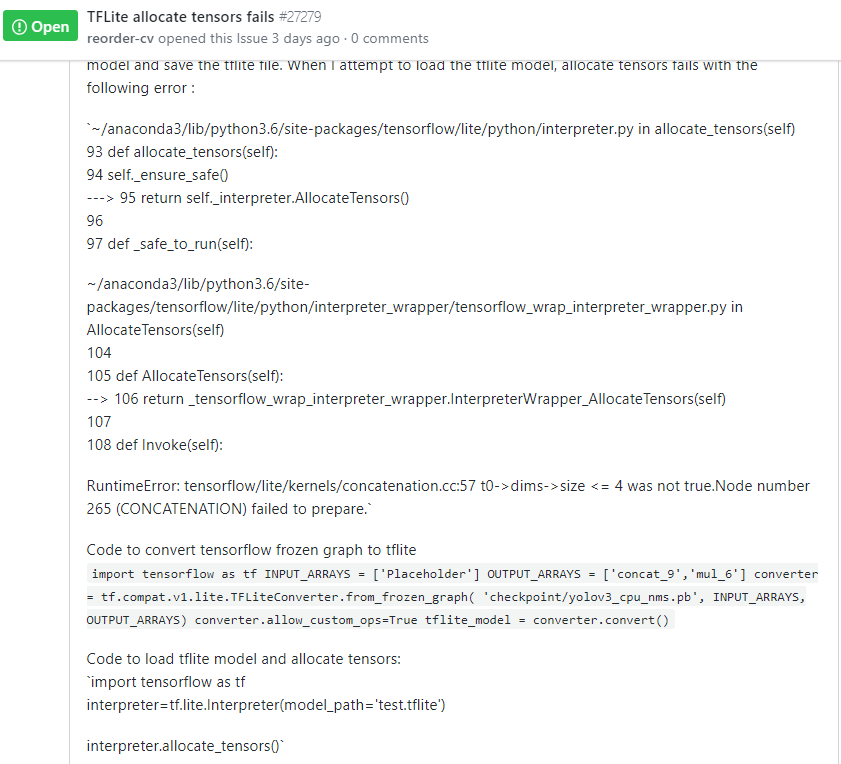 Open
TFLite allocate tensors fails #27279
reorder-cv opened this Issue 3 days ago · 0 comments
model and save the tflite file. When I attempt to load the tflite model, allocate tensors fails with the
following error :
`~/anaconda3/lib/python3.6/site-packages/tensorflow/lite/python/interpreter.py in allocate_tensors(self)
93 def allocate_tensors(self):
94 self._ensure_safe()
---> 95 return self._interpreter.AllocateTensors()
96
97 def _safe_to_run(self):
~/anaconda3/lib/python3.6/site-
packages/tensorflow/lite/python/interpreter_wrapper/tensorflow_wrap_interpreter_wrapper.py in
AllocateTensors(self)
104
105 def AllocateTensors(self):
--> 106 return _tensorflow_wrap_interpreter_wrapper.InterpreterWrapper_AllocateTensors(self)
107
108 def Invoke(self):
RuntimeError: tensorflow/lite/kernels/concatenation.cc:57 t0->dims->size <= 4 was not true.Node number
265 (CONCATENATION) failed to prepare.`
Code to convert tensorflow frozen graph to tflite
import tensorflow as tf INPUT_ARRAYS = ['Placeholder'] OUTPUT_ARRAYS = ['concat_9','mul_6'] converter
= tf.compat.v1.lite.TFLiteConverter.from_frozen_graph( 'checkpoint/yolov3_cpu_nms.pb', INPUT_ARRAYS,
OUTPUT_ARRAYS) converter.allow_custom_ops=True tflite_model = converter.convert()
Code to load tflite model and allocate tensors:
`import tensorflow as tf
interpreter=tf.lite.Interpreter(model_path='test.tflite')
interpreter.allocate_tensors()`